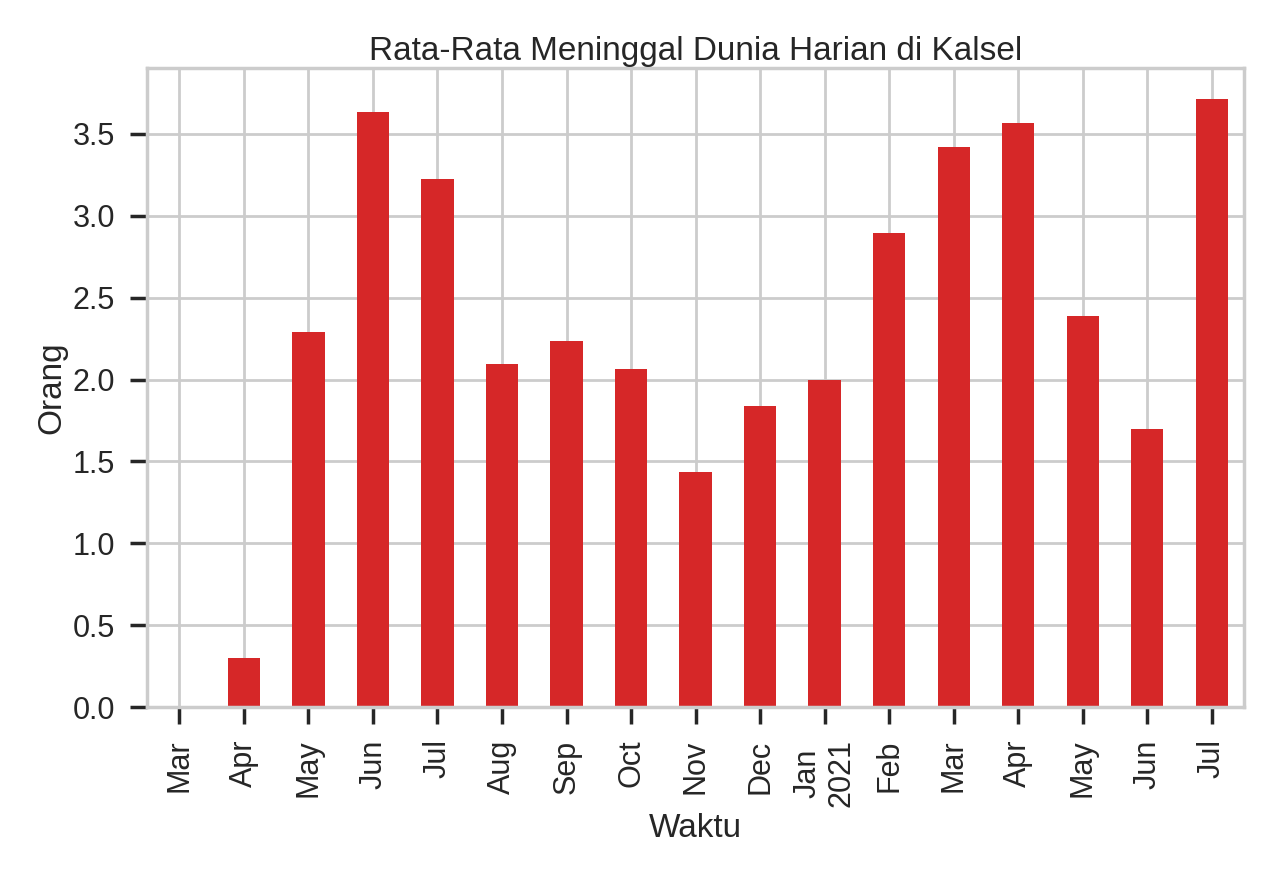 Rata-Rata Meninggal Dunia Harian di Kalsel
Orang
3.5
3.0
2.5
2.0
1.5
1.0
0.5
0.0
Mar
Apr
May
Jun
Jul
Aug
Sep
Oct
Nov
Dec
Jan
2021
Feb
Mar
Apr
May
Jun
Jul
Waktu